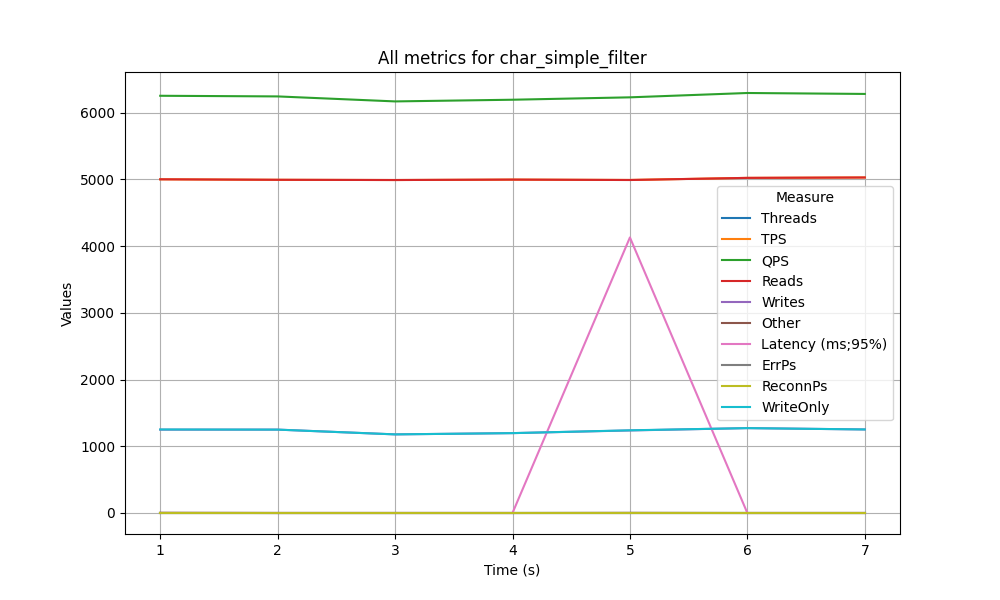 All metrics for char_simple_filter
Values
6000
5000
4000
3000
2000
1000
0
Measure
Threads
TPS
QPS
Reads
Writes
Other
Latency (ms;95%)
ErrPs
ReconnPs
WriteOnly
1 2 3 4 5 6 7
Time (s)